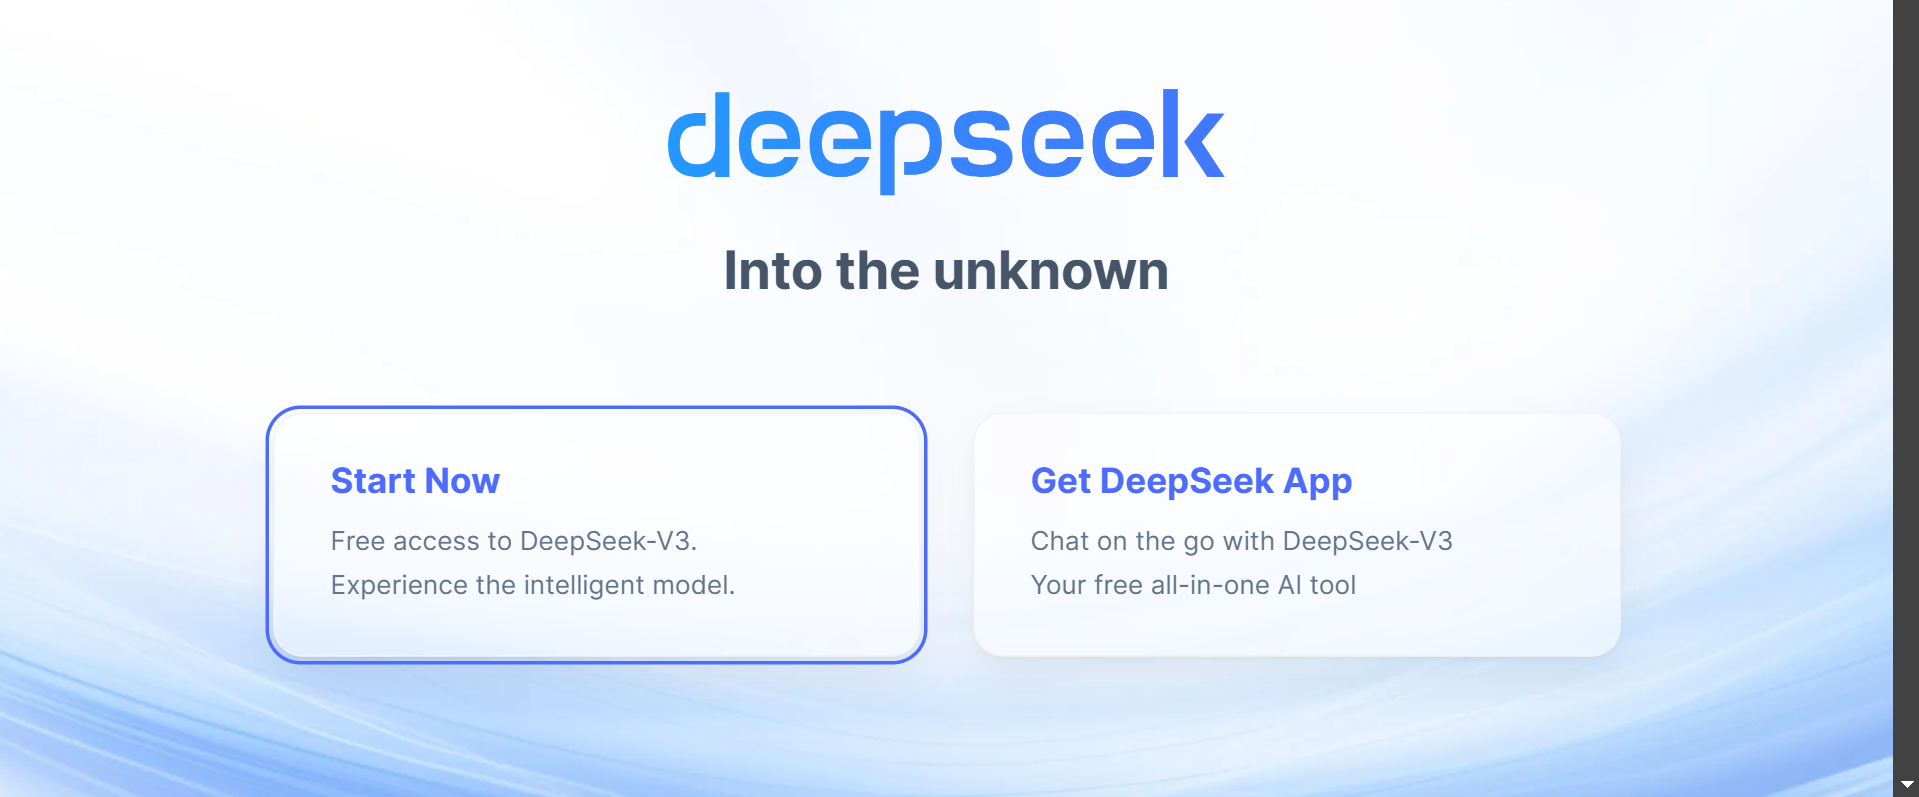 deepseek
Into the unknown
Start Now
Free access to DeepSeek-V3.
Experience the intelligent model.
Get DeepSeek App
Chat on the go with DeepSeek-V3
Your free all-in-one AI tool